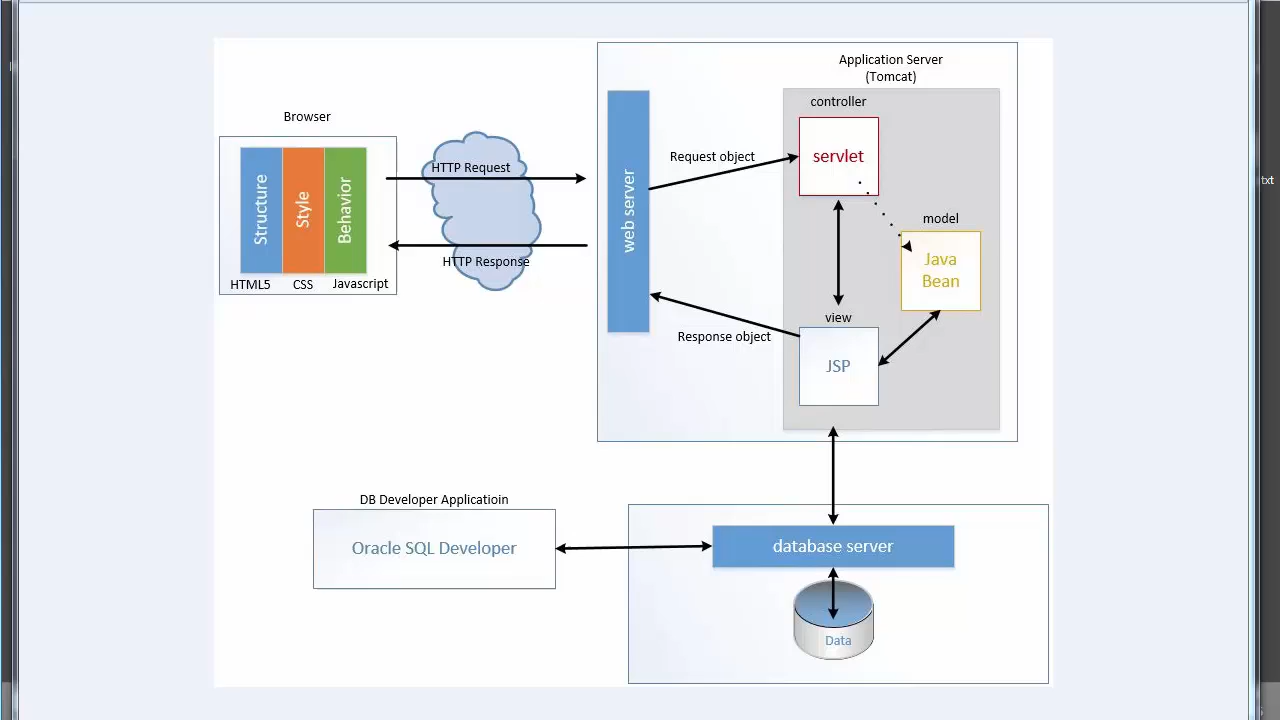 Application Server
(Tomcat)
controller
Browser
servlet
HTTP Request
Request object
Structure
Style
Behavior
web server
model
Java
Bean
HTTP Response
HTML5
CSS
Javascript
view
Response object
JSP
txt
DB Developer Applicatioin
Oracle SQL Developer
database server
Data